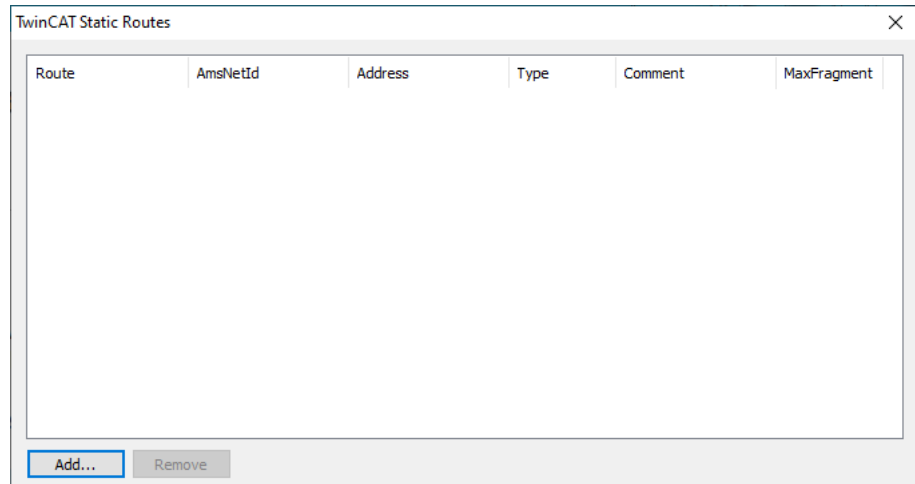 TwinCAT Static Routes
Route AmsNetId Address Type Comment MaxFragment
Add... Remove